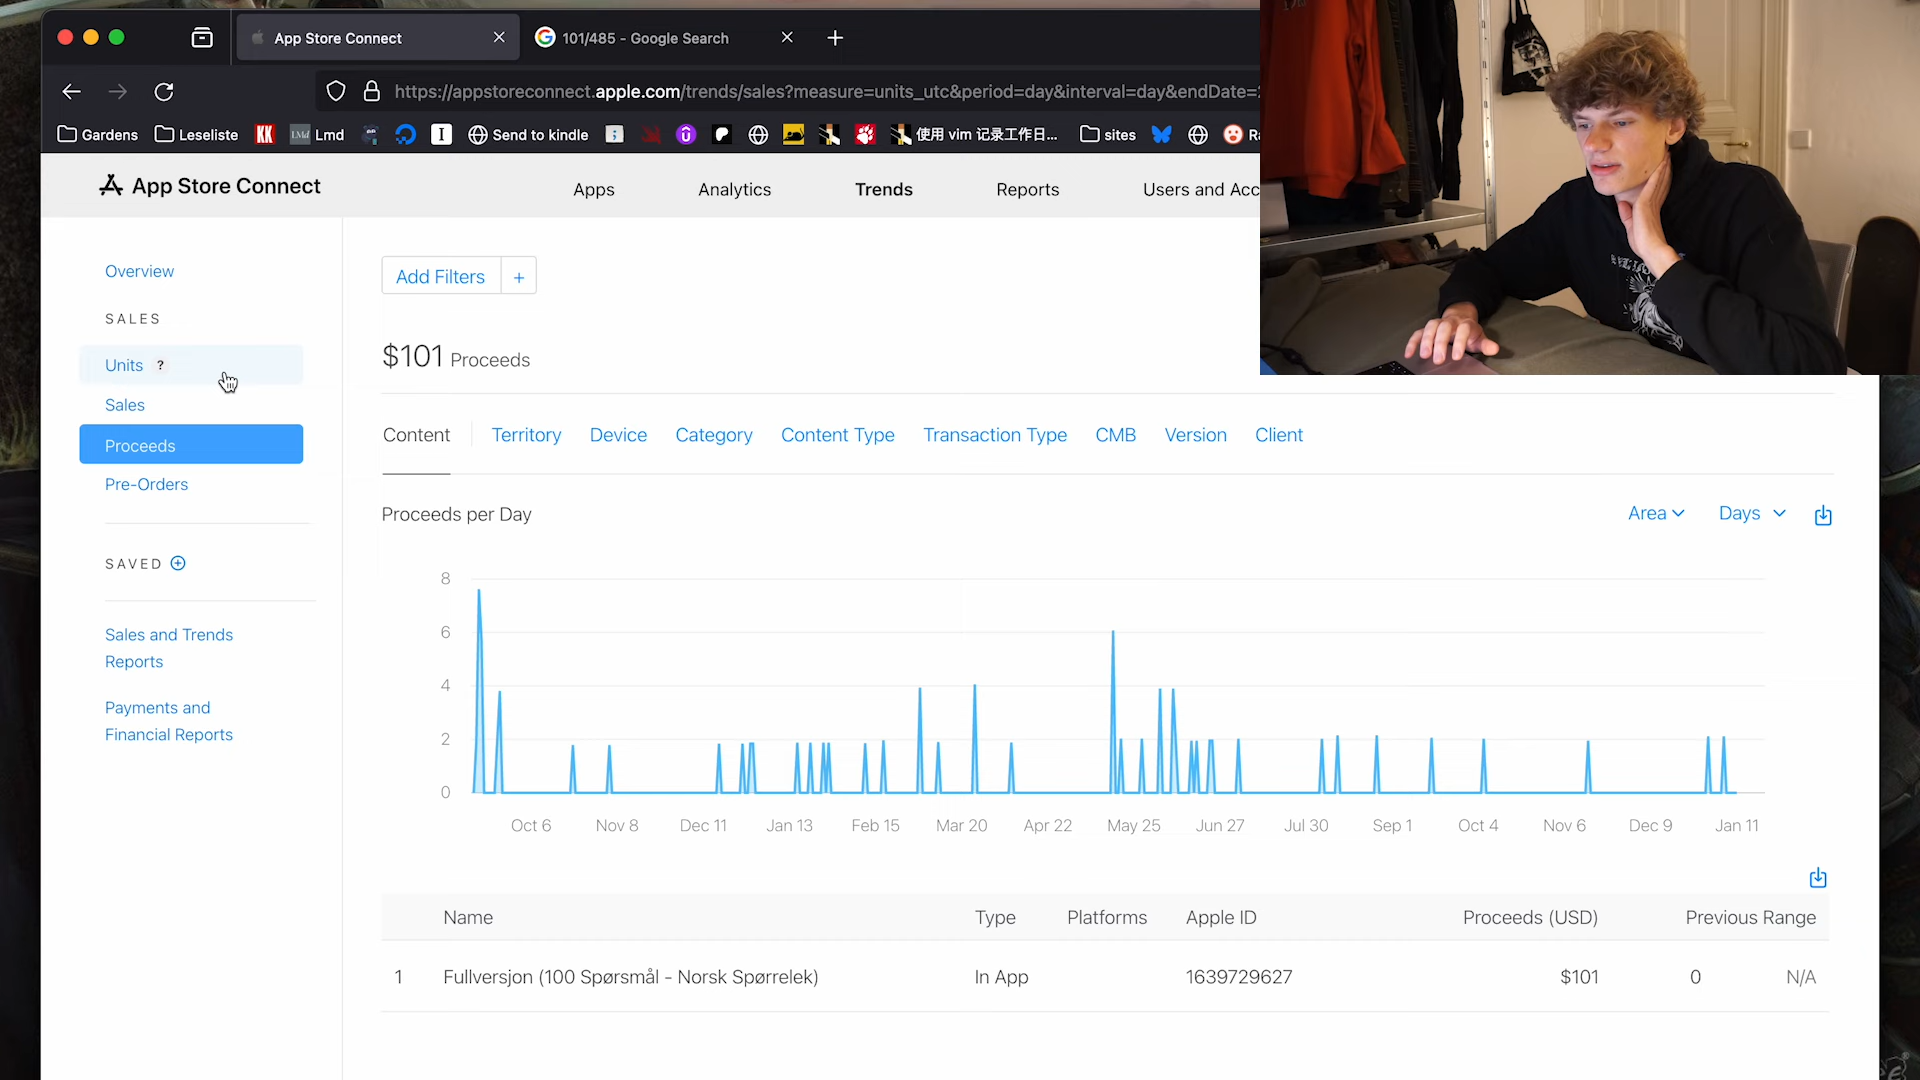 App Store Connect
101/485 - Google Search
https://appstoreconnect.apple.com/trends/sales?measure=units_utc&period=day&interval=day&endDate=
Gardens
Leseliste
KK
LMd
Lmd
Send to kindle
使用 vim 记录工作日...
sites
App Store Connect
Apps
Analytics
Trends
Reports
Users and Acc
Overview
SALES
Units ?
Sales
Proceeds
Pre-Orders
SAVED
Sales and Trends
Reports
Payments and
Financial Reports
Add Filters +
$101 Proceeds
Content
Territory
Device
Category
Content Type
Transaction Type
CMB
Version
Client
Proceeds per Day
Area
Days
8
6
4
2
0
Oct 6
Nov 8
Dec 11
Jan 13
Feb 15
Mar 20
Apr 22
May 25
Jun 27
Jul 30
Sep 1
Oct 4
Nov 6
Dec 9
Jan 11
Name Type Platforms Apple ID Proceeds (USD) Previous Range
1 Fullversjon (100 Spørsmål - Norsk Spørrelek) In App 1639729627 $101 0 N/A